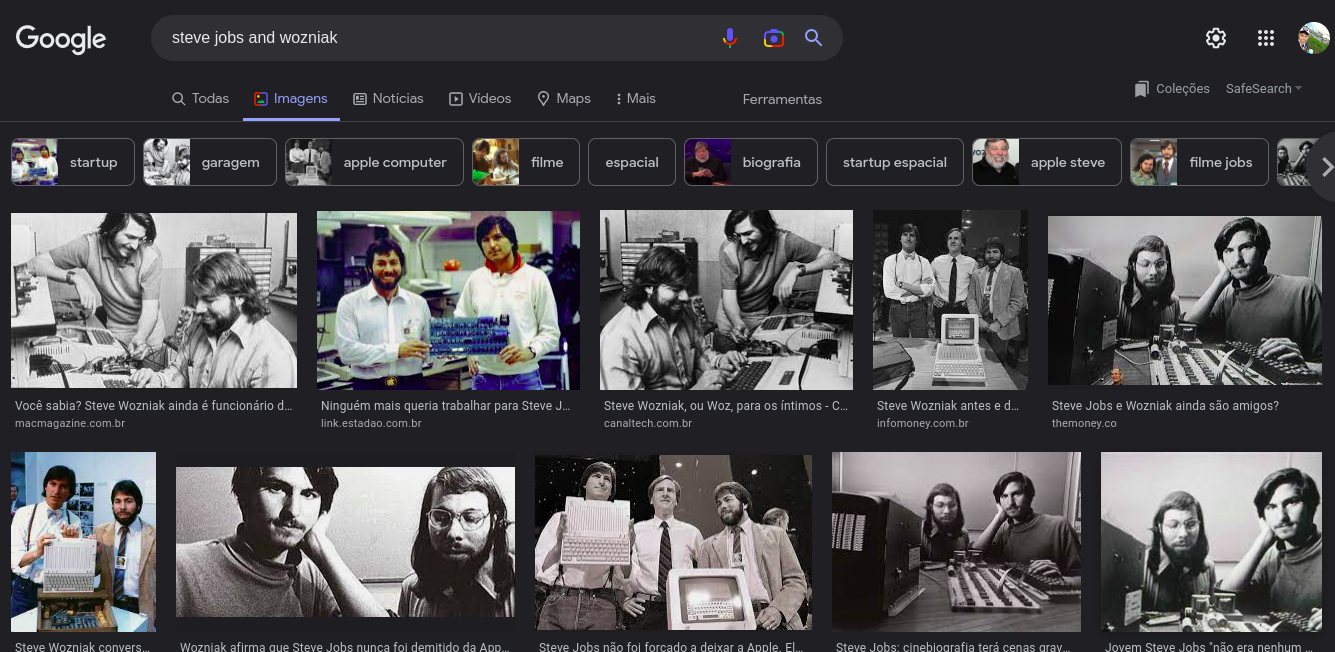 Google
steve jobs and wozniak
Todas
Imagens
Notícias
Vídeos
Maps
Mais
Ferramentas
Coleções
SafeSearch
startup
garagem
apple computer
filme
espacial
biografia
startup espacial
apple steve
filme jobs
Você sabia? Steve Wozniak ainda é funcionário d...
macmagazine.com.br
Ninguém mais queria trabalhar para Steve J...
link.estadao.com.br
Steve Wozniak, ou Woz, para os íntimos - C...
canaltech.com.br
Steve Wozniak antes e d...
infomoney.com.br
Steve Jobs e Wozniak ainda são amigos?
themoney.co
Steve Wozniak convers...
Wozniak afirma que Steve Jobs nunca foi demitido da App...
Steve Jobs não foi forçado a deixar a Apple. El...
Steve Jobs: cinebiografia terá cenas grav...
Jovem Steve Jobs "não era nenhum ...